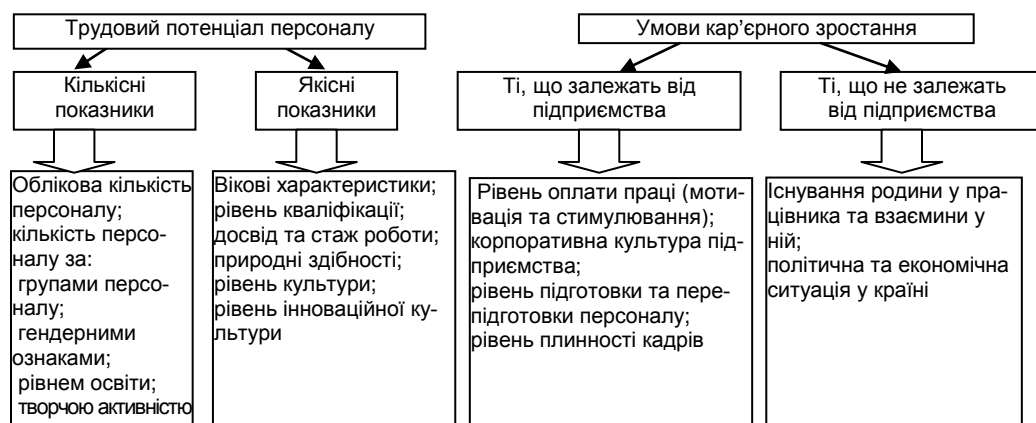 Трудовий потенціал персоналу
Умови кар’єрного зростання
Кількісні
показники
Якісні
показники
Ті, що залежать від
підприємства
Ті, що не залежать
від підприємства
Облікова кількість
персоналу;
кількість персо-
налу за:
групами персо-
налу;
гендерними
ознаками;
рівнем освіти;
творчою активністю
Вікові характеристики;
рівень кваліфікації;
досвід та стаж роботи;
природні здібності;
рівень культури;
рівень інноваційної ку-
льтури
Рівень оплати праці (моти-
вація та стимулювання);
корпоративна культура під-
приємства;
рівень підготовки та пере-
підготовки персоналу;
рівень плинності кадрів
Існування родини у пра-
цівника та взаємини у
ній;
політична та економічна
ситуація у країні